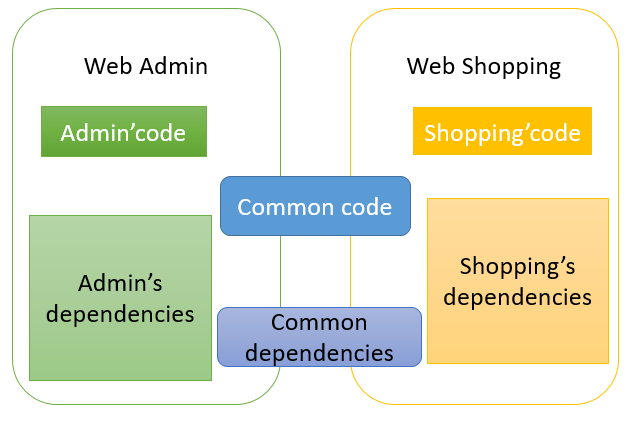 Web Admin
Web Shopping
Admin’code
Shopping’code
Common code
Admin’s
dependencies
Shopping’s
dependencies
Common
dependencies